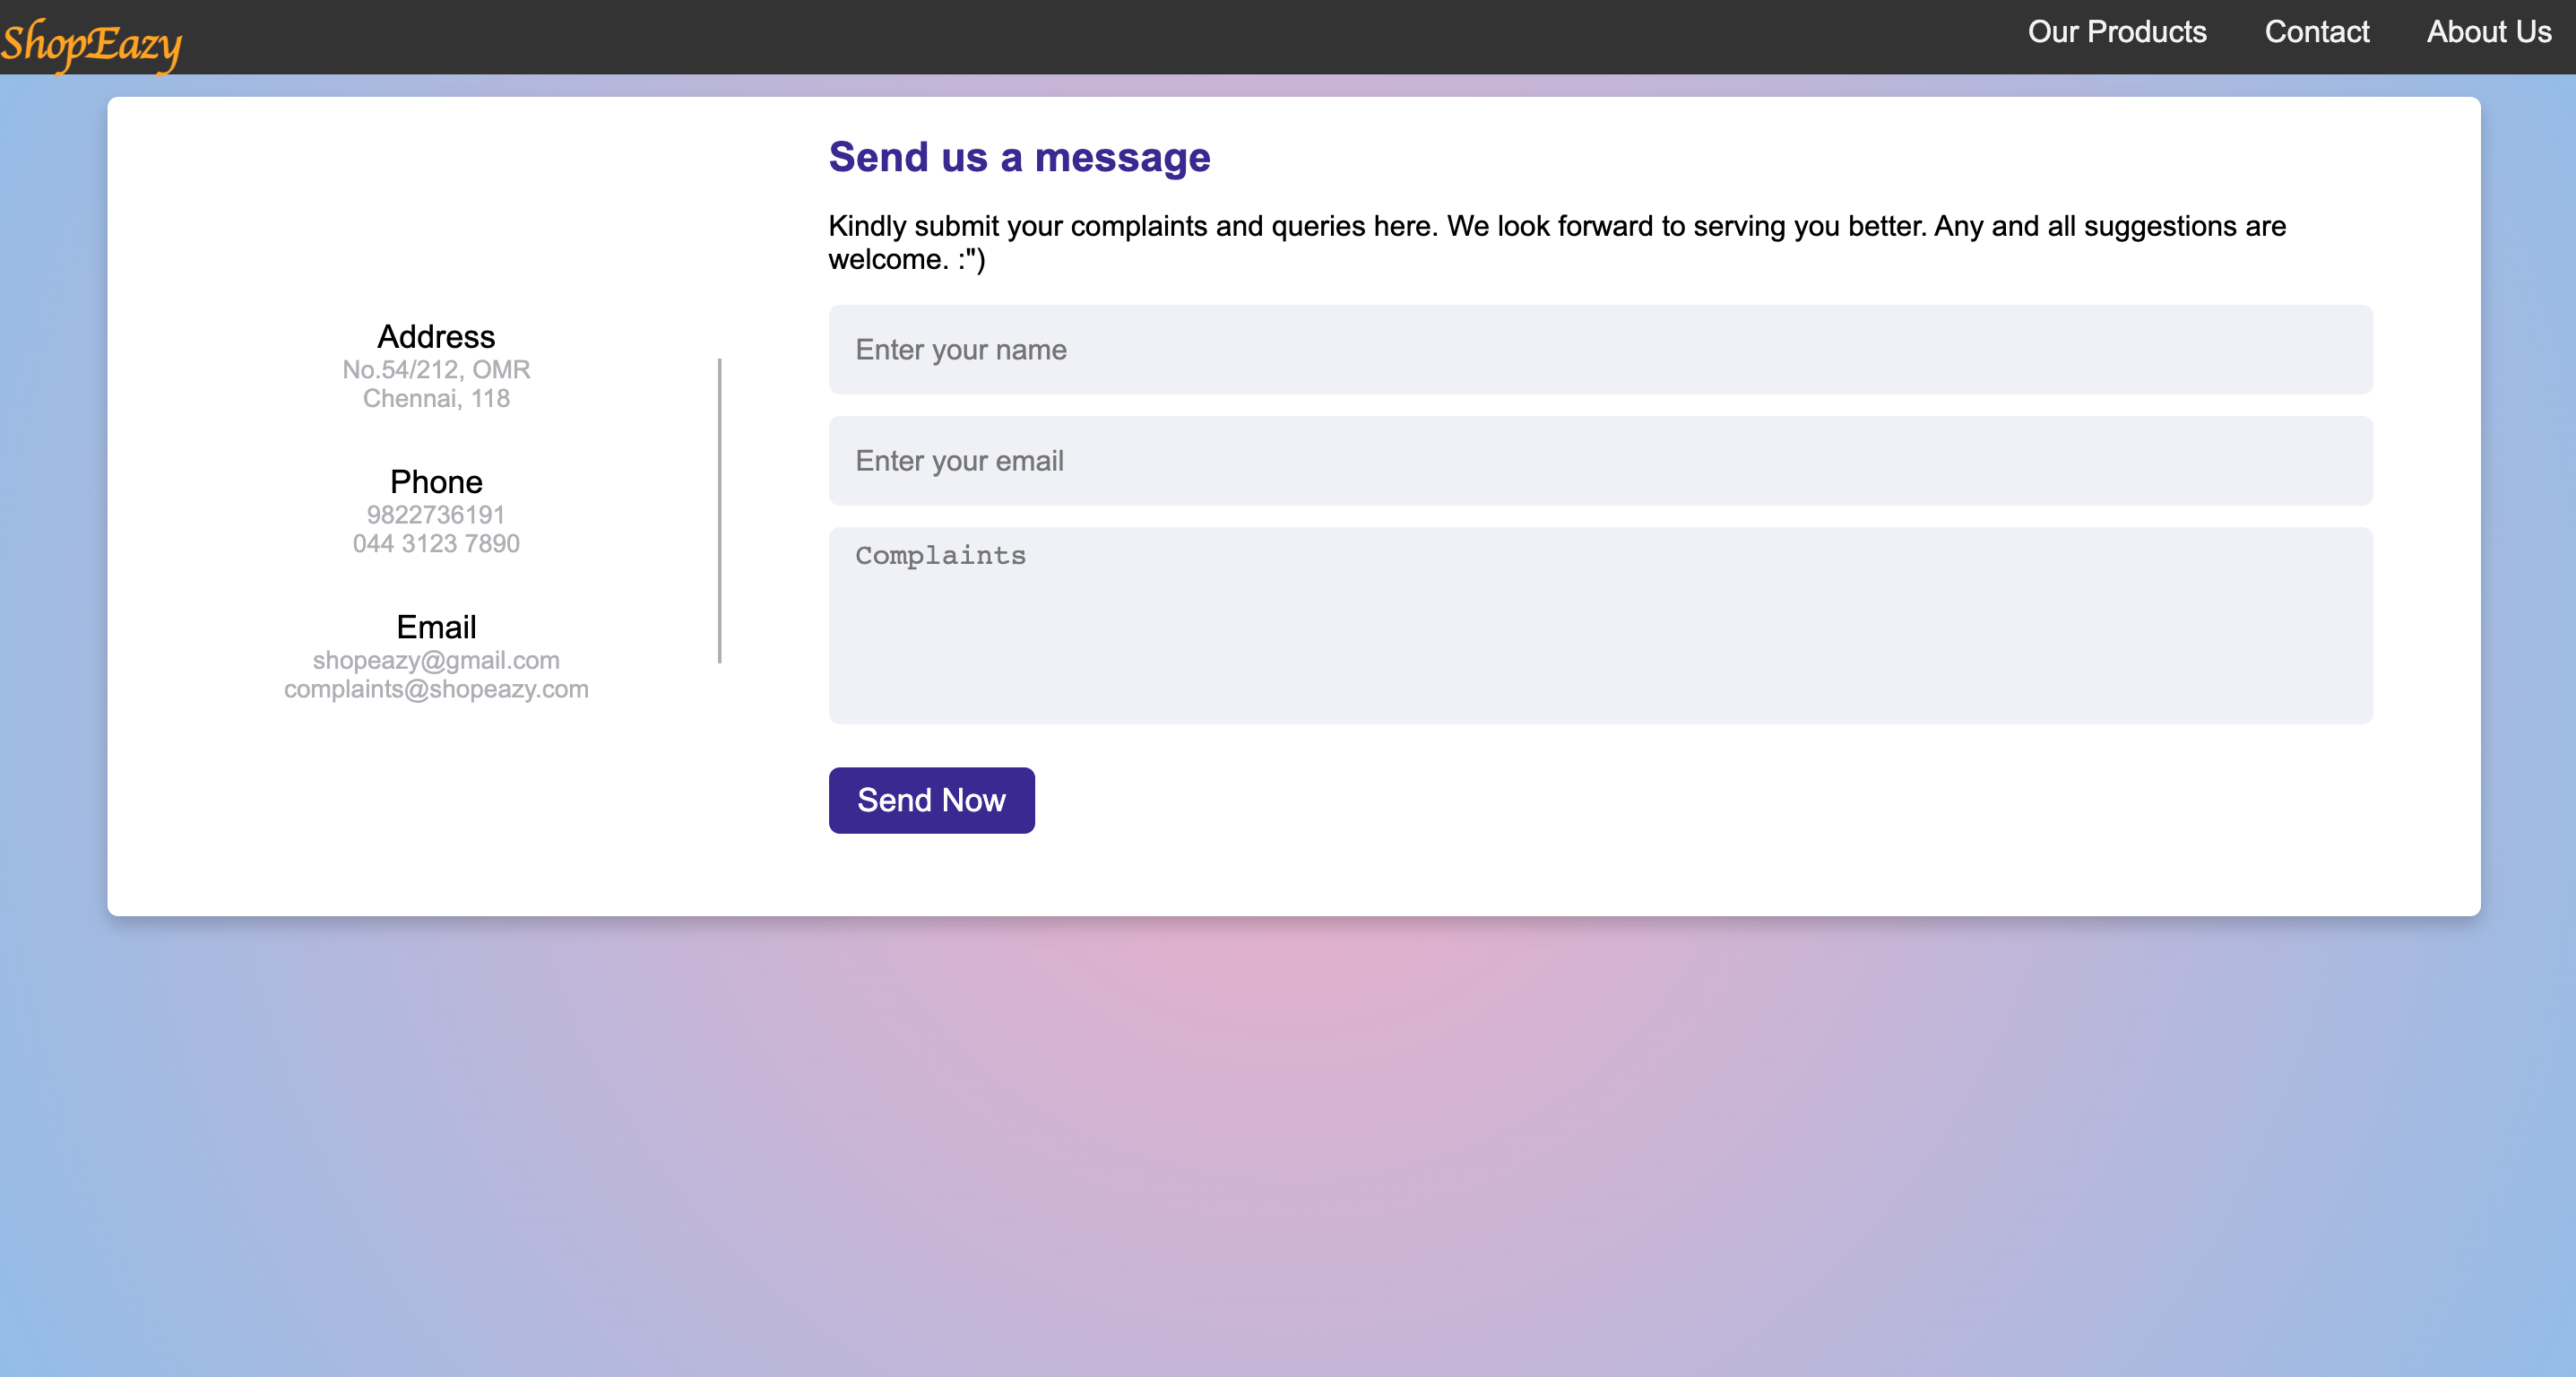 ShopEazy
Our Products
Contact
About Us
Address
No.54/212, OMR
Chennai, 118
Phone
9822736191
044 3123 7890
Email
shopeazy@gmail.com
complaints@shopeazy.com
Send us a message
Kindly submit your complaints and queries here. We look forward to serving you better. Any and all suggestions are
welcome. :")
Enter your name
Enter your email
Complaints
Send Now